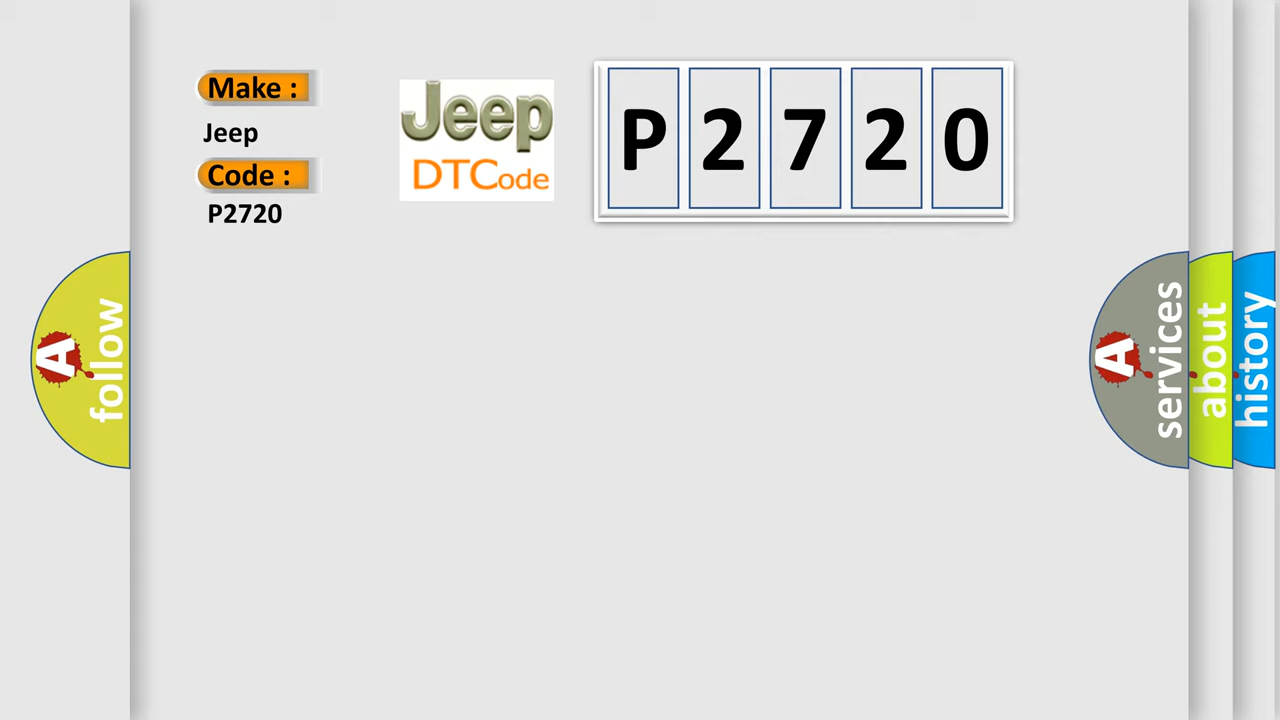 Make :
Jeep
Code :
P2720
Jeep
DTCode
P 2 7 2 0
A follow
A services
about
history